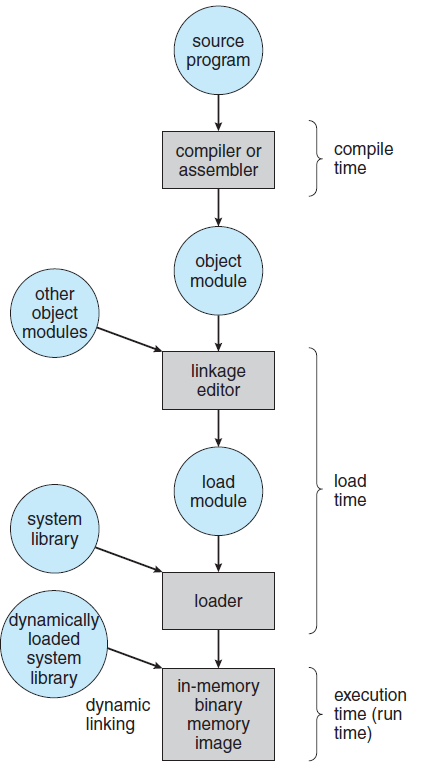 source
program
compiler or
assembler
compile
time
object
module
other
object
modules
linkage
editor
load
module
load
time
system
library
loader
dynamically
loaded
system
library
dynamic
linking
in-memory
binary
memory
image
execution
time (run
time)